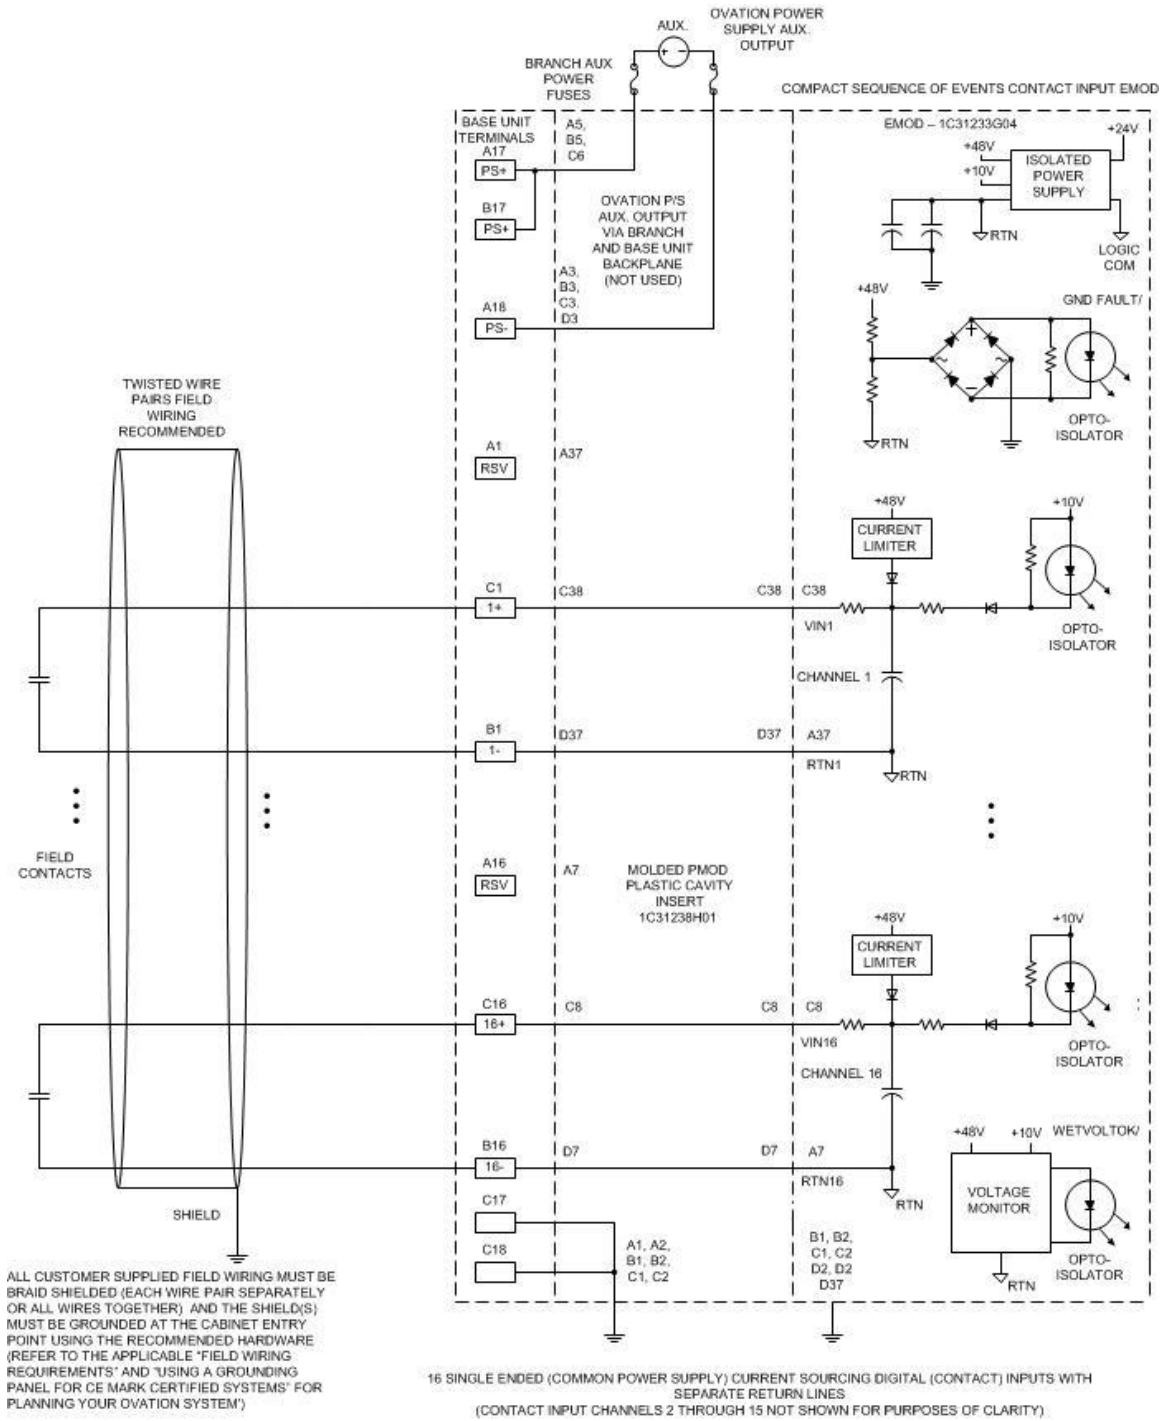 OVATION POWER
SUPPLY AUX.
OUTPUT
AUX.
+ -
BRANCH AUX
POWER
FUSES
COMPACT SEQUENCE OF EVENTS CONTACT INPUT EMOD
BASE UNIT
TERMINALS
A17
PS+
B17
PS+
A18
PS-
A5,
B5,
C6
OVATION P/S
AUX. OUTPUT
VIA BRANCH
AND BASE UNIT
BACKPLANE
(NOT USED)
A3,
B3,
C3.
D3
EMOD – 1C31233G04
+24V
+48V
+10V
ISOLATED
POWER
SUPPLY
RTN
LOGIC
COM
+48V
GND FAULT/
+
~ ~
–
RTN
OPTO-
ISOLATOR
TWISTED WIRE
PAIRS FIELD
WIRING
RECOMMENDED
A1
RSV
A37
+48V
CURRENT
LIMITER
+10V
C1
1+
C38
C38
C38
VIN1
OPTO-
ISOLATOR
CHANNEL 1
B1
1-
D37
D37
A37
RTN1
RTN
FIELD
CONTACTS
A16
RSV
A7
MOLDED PMOD
PLASTIC CAVITY
INSERT
1C31238H01
+48V
CURRENT
LIMITER
+10V
C16
16+
C8
C8
C8
VIN16
:
OPTO-
ISOLATOR
CHANNEL 16
B16
16-
D7
D7
A7
RTN16
RTN
+48V
+10V
WETVOLTOK/
VOLTAGE
MONITOR
RTN
OPTO-
ISOLATOR
SHIELD
C17
C18
A1, A2,
B1, B2,
C1, C2
B1, B2,
C1, C2
D2, D2
D37
ALL CUSTOMER SUPPLIED FIELD WIRING MUST BE
BRAID SHIELDED (EACH WIRE PAIR SEPARATELY
OR ALL WIRES TOGETHER) AND THE SHIELD(S)
MUST BE GROUNDED AT THE CABINET ENTRY
POINT USING THE RECOMMENDED HARDWARE
(REFER TO THE APPLICABLE "FIELD WIRING
REQUIREMENTS" AND "USING A GROUNDING
PANEL FOR CE MARK CERTIFIED SYSTEMS" FOR
PLANNING YOUR OVATION SYSTEM")
16 SINGLE ENDED (COMMON POWER SUPPLY) CURRENT SOURCING DIGITAL (CONTACT) INPUTS WITH
SEPARATE RETURN LINES
(CONTACT INPUT CHANNELS 2 THROUGH 15 NOT SHOWN FOR PURPOSES OF CLARITY)